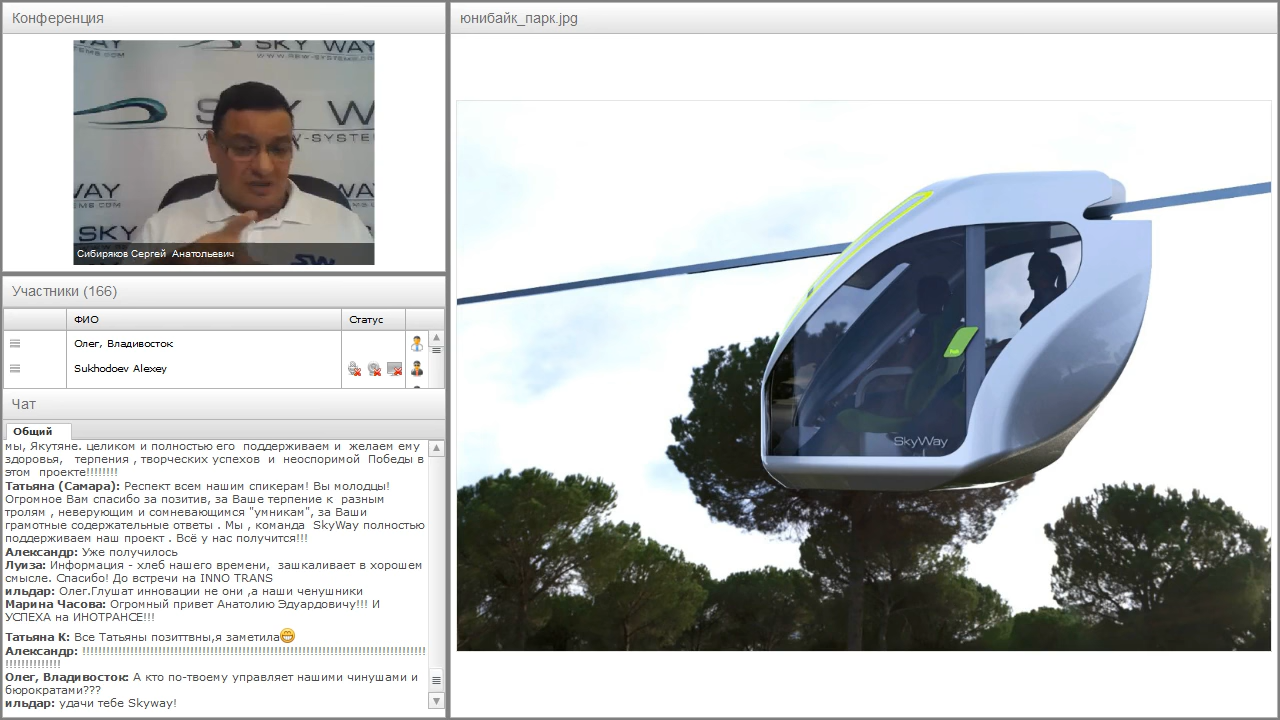 Конференция
юнибайк_парк.jpg
SKY WAY
WAY
SKY W
WAY
SW
Сибиряков Сергей Анатольевич
Участники (166)
ФИО Статус
Олег, Владивосток
Sukhodoev Alexey
Чат
Общий
мы, Якутяне. целиком и полностью его поддерживаем и желаем ему
здоровья, терпения , творческих успехов и неоспоримой Победы в
этом проекте!!!!!!!!
Татьяна (Самара): Респект всем нашим спикерам! Вы молодцы!
Огромное Вам спасибо за позитив, за Ваше терпение к разным
тролям , неверующим и сомневающимся "умникам", за Ваши
грамотные содержательные ответы . Мы , команда SkyWay полностью
поддерживаем наш проект . Всё у нас получится!!!
Александр: Уже получилось
Луиза: Информация - хлеб нашего времени, зашкаливает в хорошем
смысле. Спасибо! До встречи на INNO TRANS
ильдар: Олег.Глушат инновации не они ,а наши ченушники
Марина Часова: Огромный привет Анатолию Эдуардовичу!!! И
УСПЕХА на ИНОТРАНСЕ!!!
Татьяна К: Все Татьяны позиттвны,я заметила
Александр: !!!!!!!!!!!!!!!!!!!!!!!!!!!!!!!!!!!!!!!!!!!!!!!!!!!!!!!!!!!!!!!!!!!!!!!!!!!!!!!!!!!!!!
!!!!!!!!!!!!!!
Олег, Владивосток: А кто по-твоему управляет нашими чинушами и
бюрократами???
ильдар: удачи тебе Skyway!
SkyWay